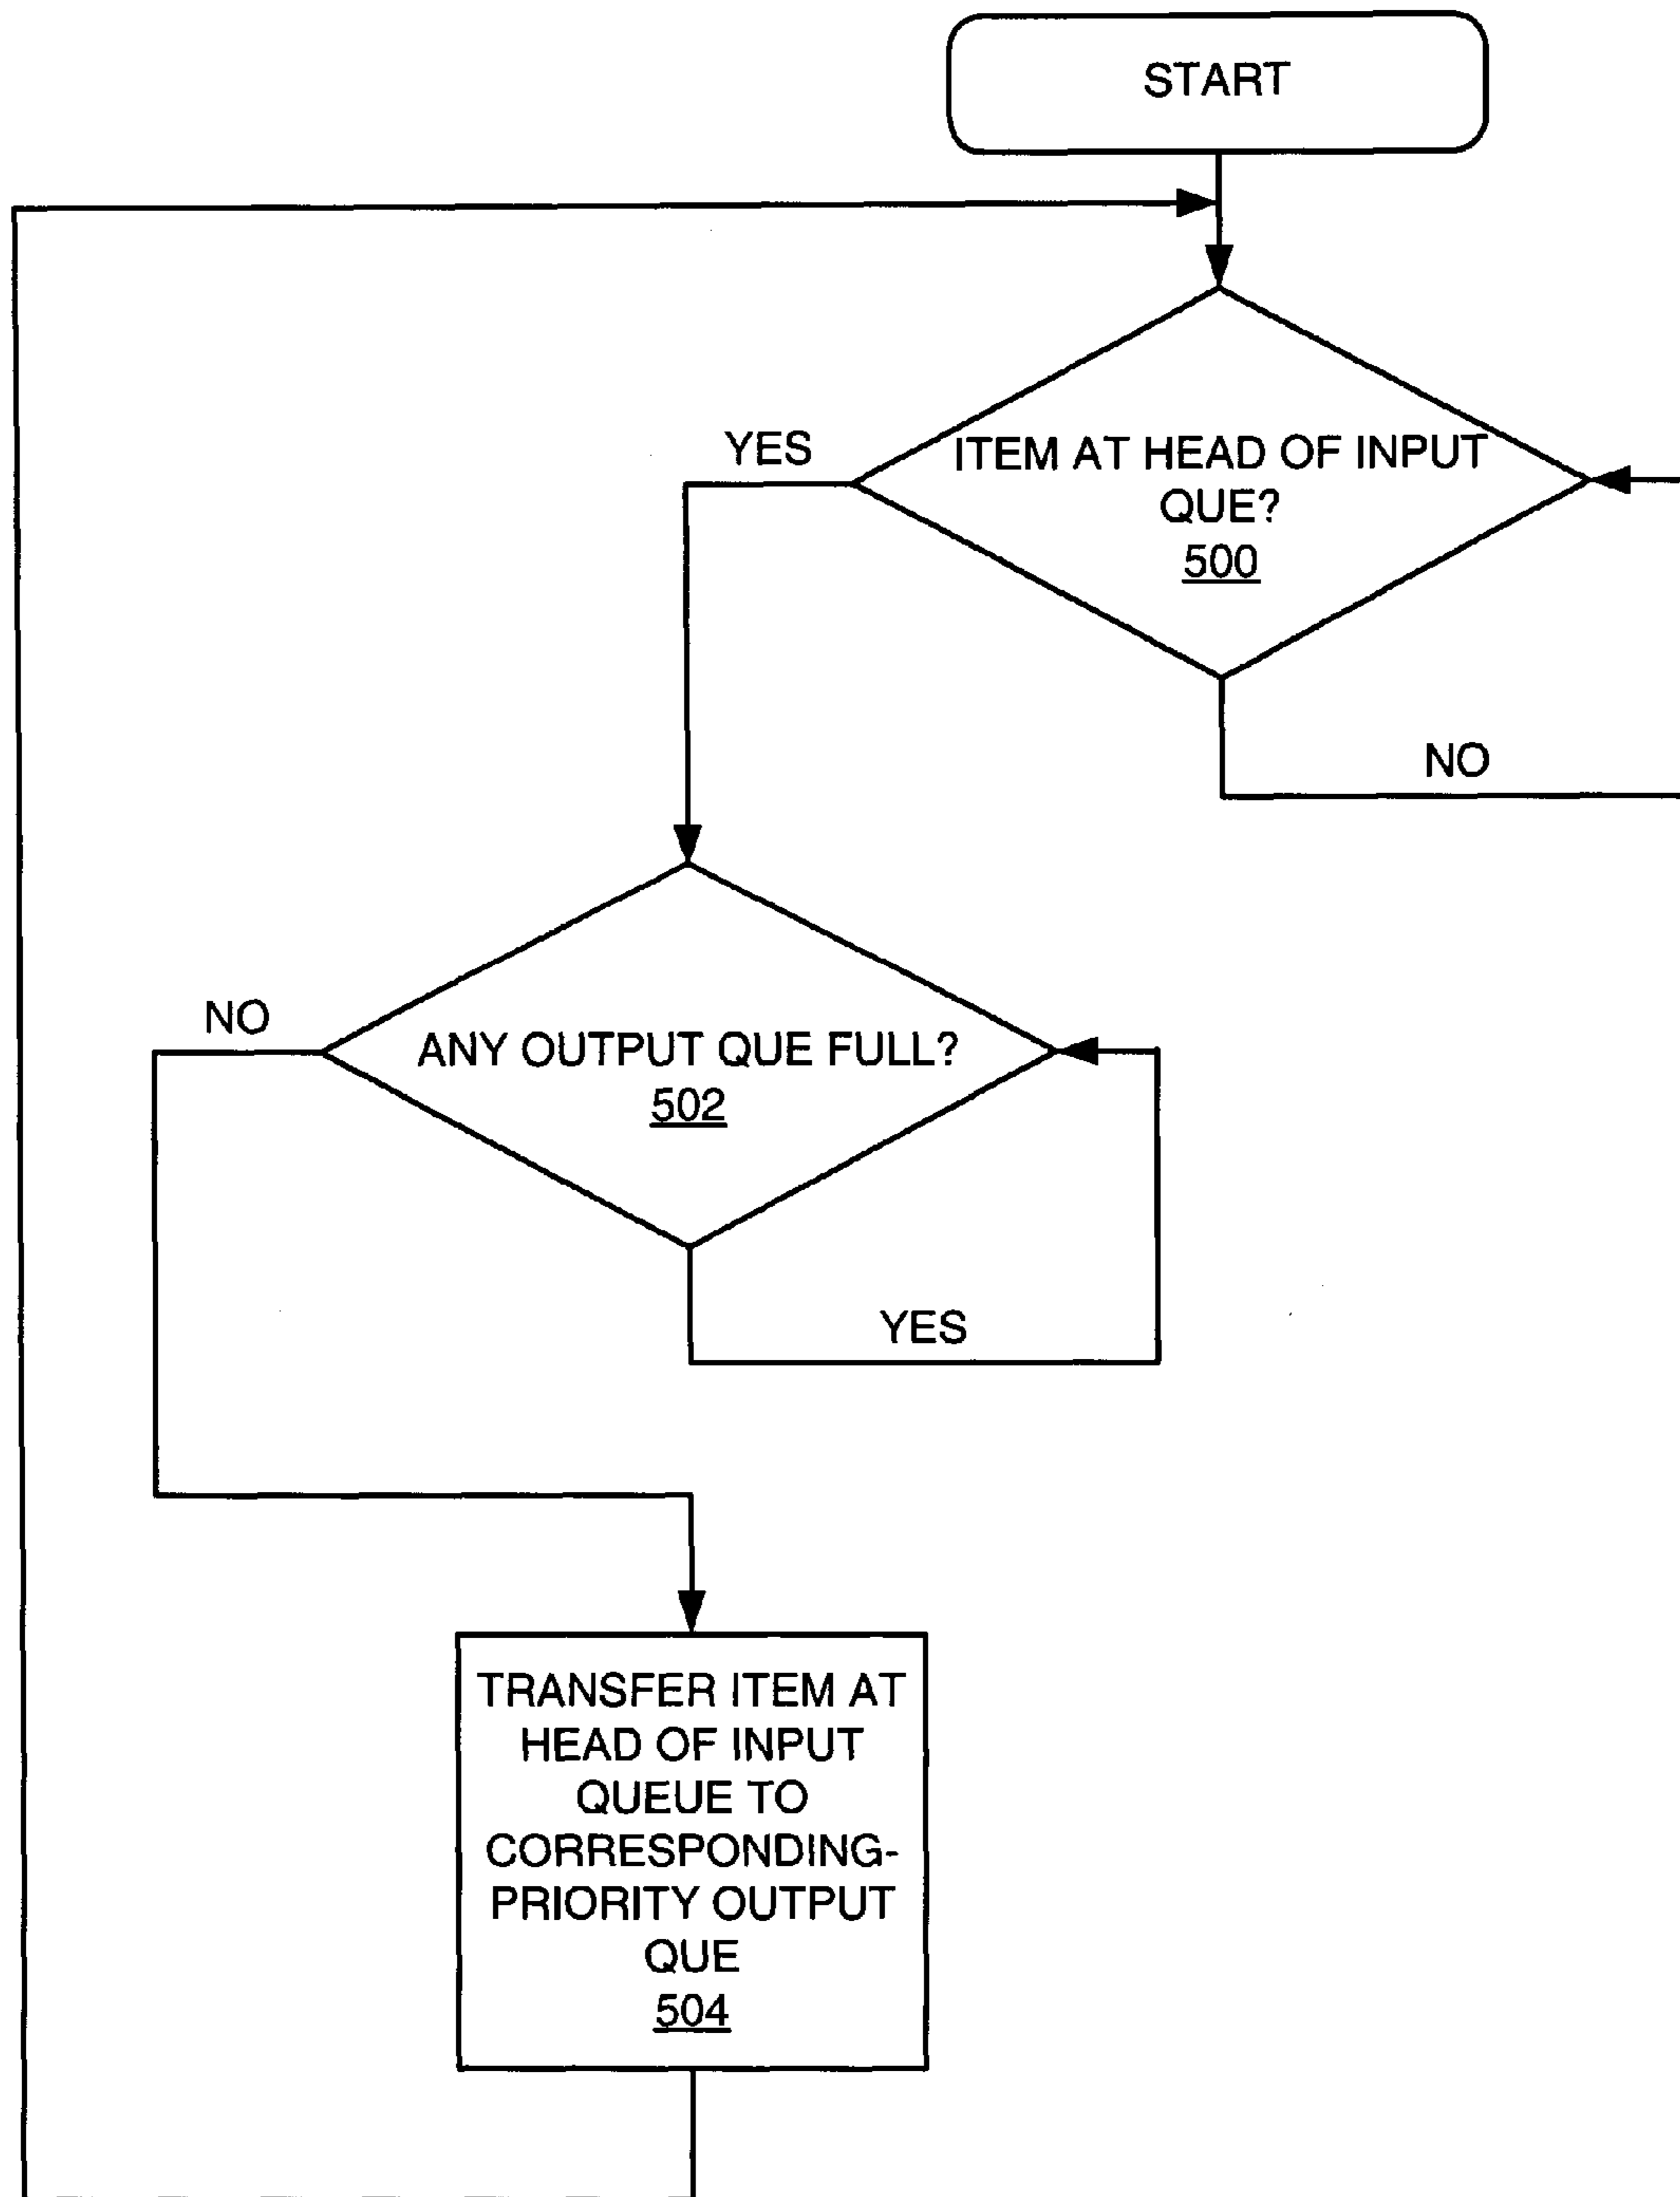 START
YES
ITEM AT HEAD OF INPUT
QUE?
500
NO
NO
ANY OUTPUT QUE FULL?
502
YES
TRANSFER ITEM AT
HEAD OF INPUT
QUEUE TO
CORRESPONDING-
PRIORITY OUTPUT
QUE
504